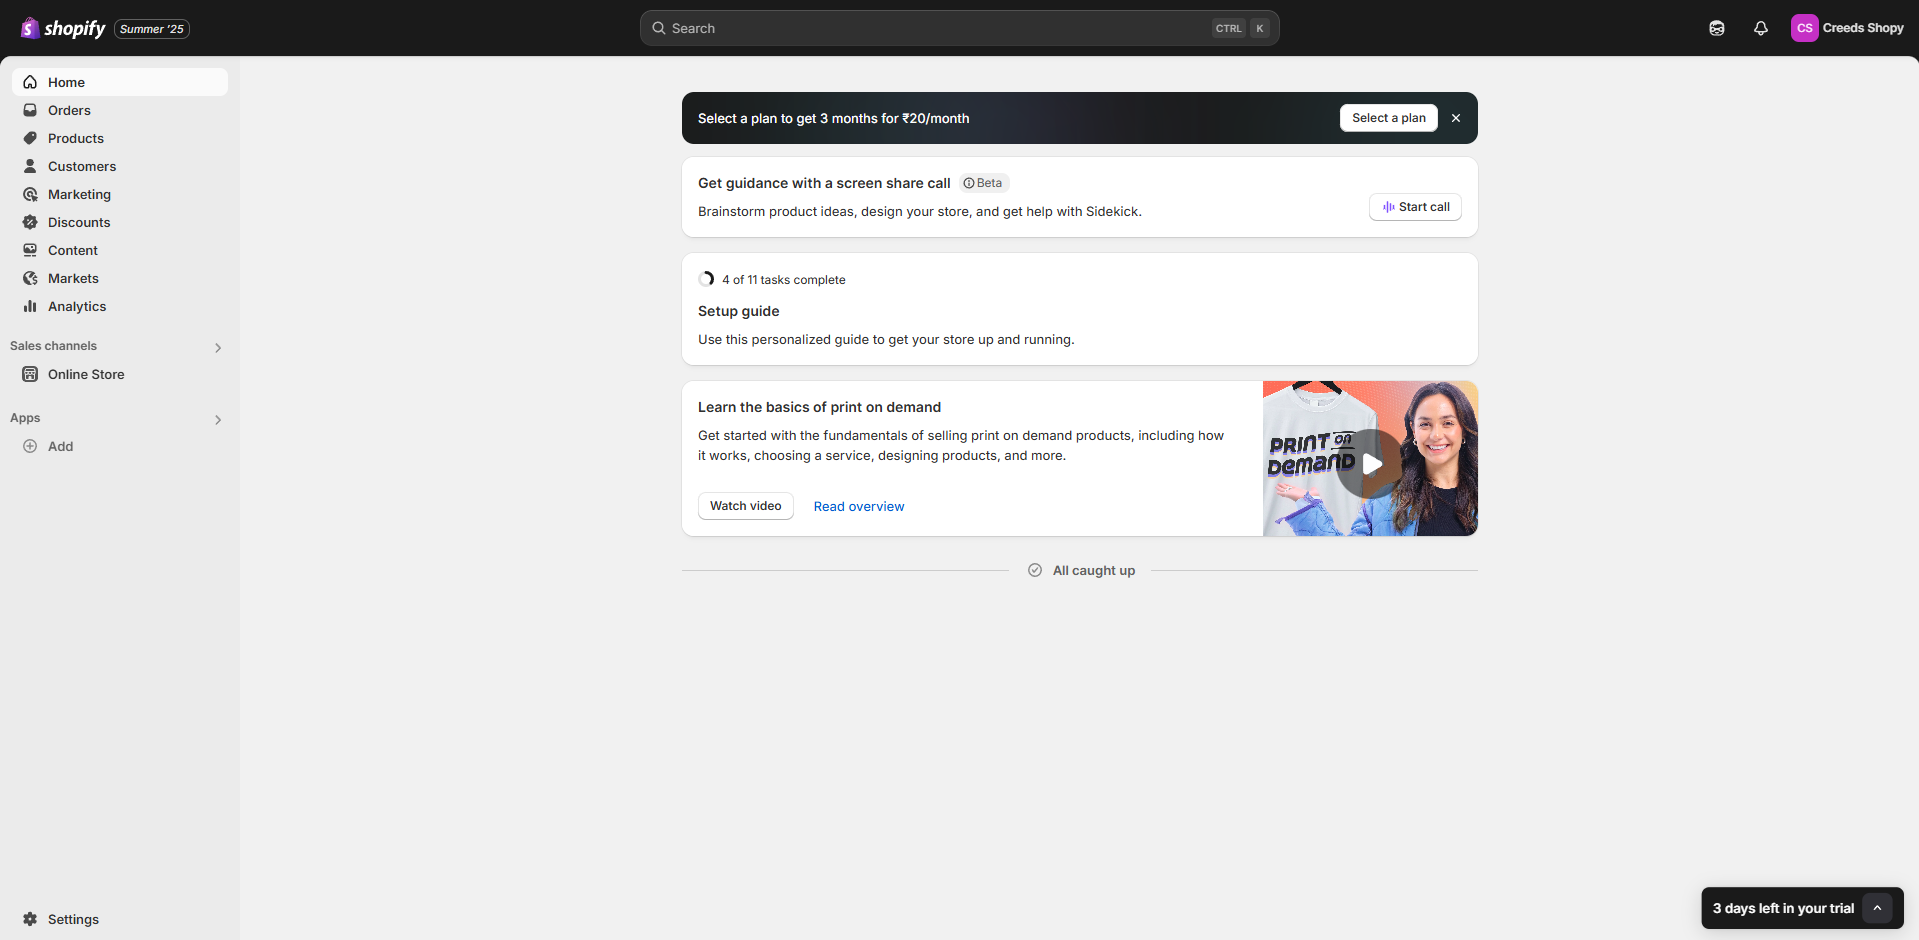 shopify Summer '25
Search CTRL K
CS Creeds Shopy
Home
Orders
Products
Customers
Marketing
Discounts
Content
Markets
Analytics
Sales channels
Online Store
Apps
Add
Settings
Select a plan to get 3 months for ₹20/month
Select a plan
Get guidance with a screen share call Beta
Brainstorm product ideas, design your store, and get help with Sidekick.
Start call
4 of 11 tasks complete
Setup guide
Use this personalized guide to get your store up and running.
Learn the basics of print on demand
Get started with the fundamentals of selling print on demand products, including how
it works, choosing a service, designing products, and more.
Watch video
Read overview
PRINT ON
DEMAND
All caught up
3 days left in your trial